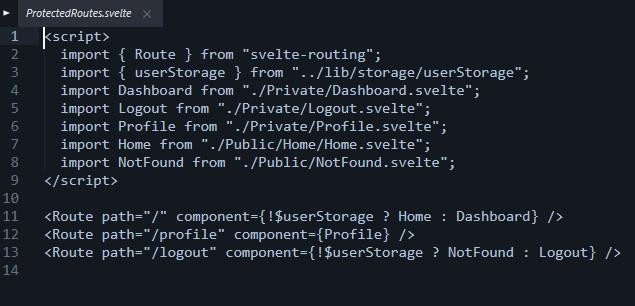 ProtectedRoutes.svelte
1 <script>
2 import { Route } from "svelte-routing";
3 import { userStorage } from "../lib/storage/userStorage";
4 import Dashboard from "./Private/Dashboard.svelte";
5 import Logout from "./Private/Logout.svelte";
6 import Profile from "./Private/Profile.svelte";
7 import Home from "./Public/Home/Home.svelte";
8 import NotFound from "./Public/NotFound.svelte";
9 </script>
10
11 <Route path="/" component={!$userStorage ? Home : Dashboard} />
12 <Route path="/profile" component={Profile} />
13 <Route path="/logout" component={!$userStorage ? NotFound : Logout} />
14